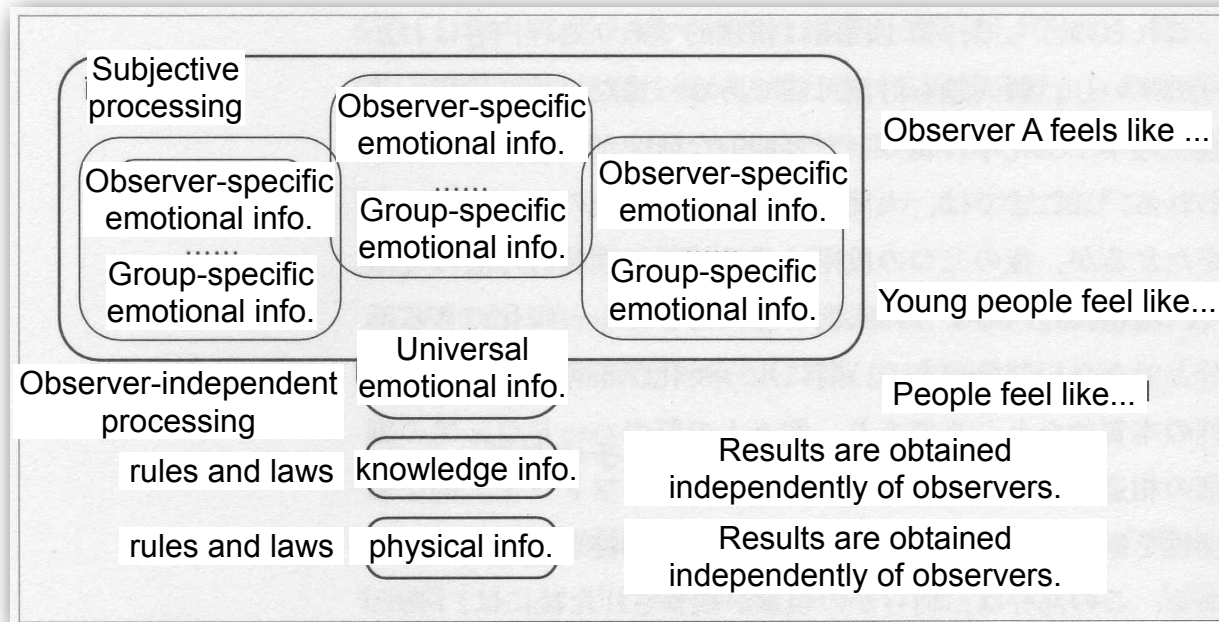 Subjective
processing
Observer-specific
emotional info.
......
Group-specific
emotional info.
Observer-specific
emotional info.
......
Group-specific
emotional info.
Observer-specific
emotional info.
Group-specific
emotional info.
Observer A feels like ...
Young people feel like...
Universal
emotional info.
People feel like...
Observer-independent
processing
rules and laws
knowledge info.
Results are obtained
independently of observers.
rules and laws
physical info.
Results are obtained
independently of observers.